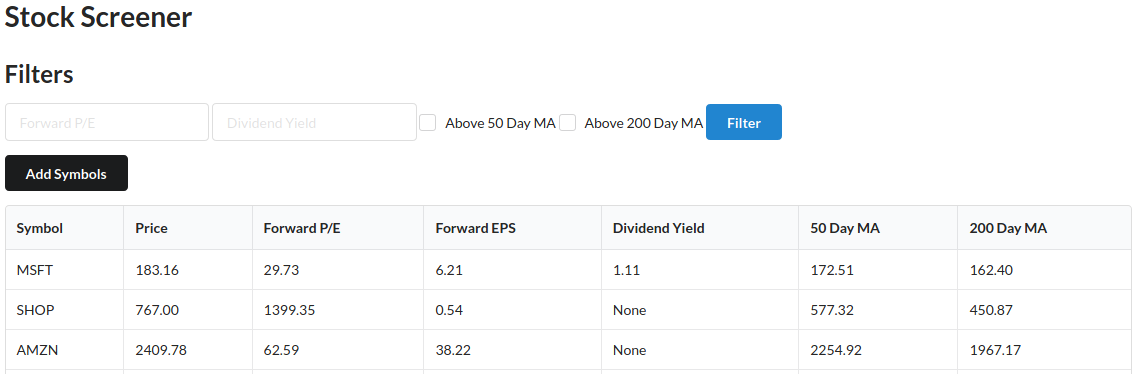 Stock Screener
Filters
Forward P/E Dividend Yield Above 50 Day MA Above 200 Day MA Filter
Add Symbols
Symbol Price Forward P/E Forward EPS Dividend Yield 50 Day MA 200 Day MA
MSFT 183.16 29.73 6.21 1.11 172.51 162.40
SHOP 767.00 1399.35 0.54 None 577.32 450.87
AMZN 2409.78 62.59 38.22 None 2254.92 1967.17